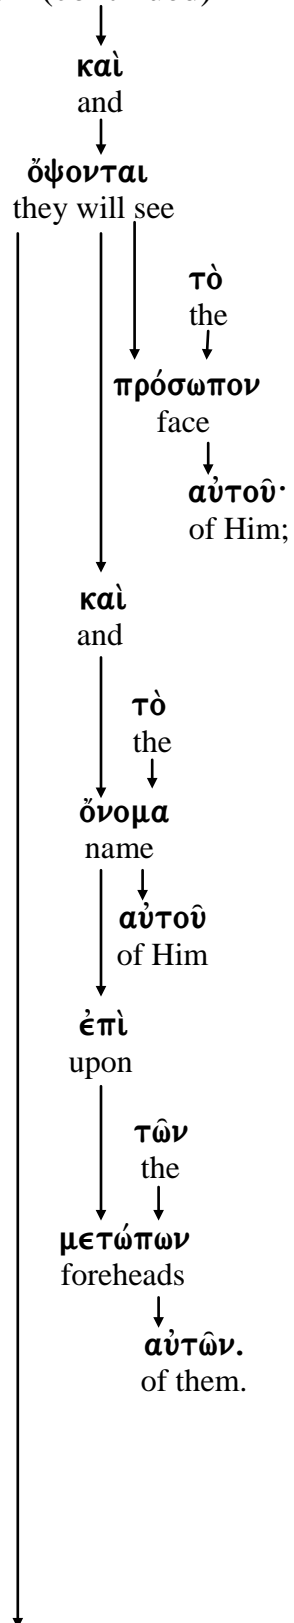 καὶ
and
ὄψονται
they will see
τὸ
the
πρόσωπον
face
αὐτοῦ·
of Him;
καὶ
and
τὸ
the
ὄνομα
name
αὐτοῦ
of Him
ἐπὶ
upon
τῶν
the
μετώπων
foreheads
αὐτῶν.
of them.